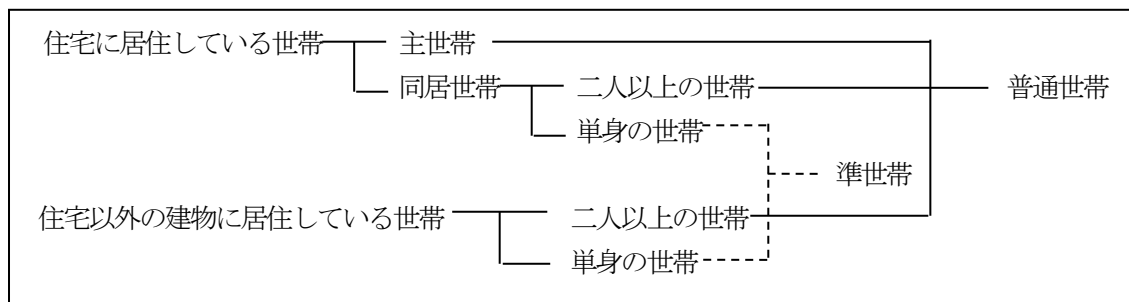 住宅に居住している世帯 主世帯
同居世帯 二人以上の世帯 普通世帯
単身の世帯
準世帯
住宅以外の建物に居住している世帯 二人以上の世帯
単身の世帯